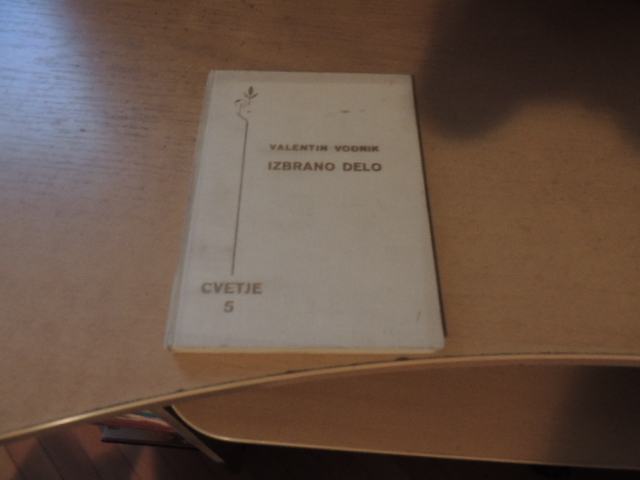 VALENTIN VODNIK
IZBRANO DELO
CVETJE
5